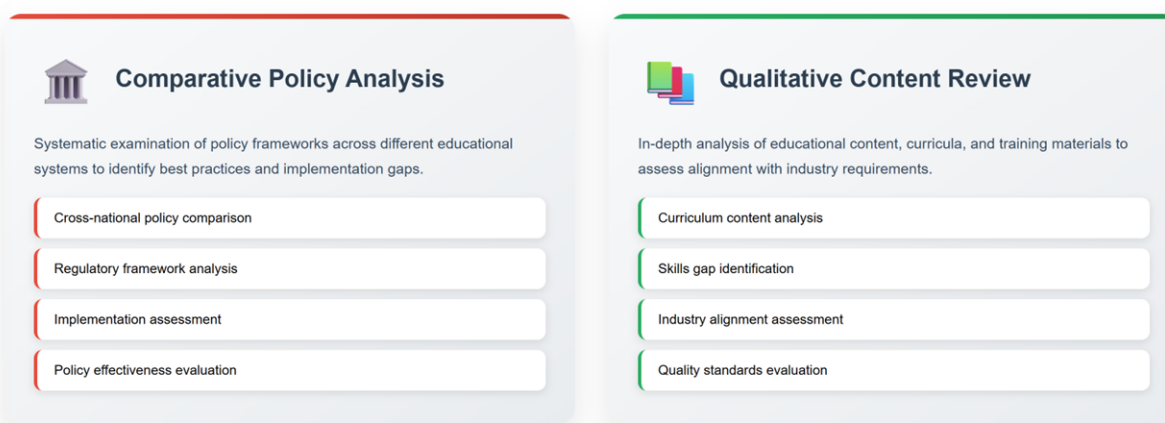 Comparative Policy Analysis
Systematic examination of policy frameworks across different educational
systems to identify best practices and implementation gaps.
Cross-national policy comparison
Regulatory framework analysis
Implementation assessment
Policy effectiveness evaluation
Qualitative Content Review
In-depth analysis of educational content, curricula, and training materials to
assess alignment with industry requirements.
Curriculum content analysis
Skills gap identification
Industry alignment assessment
Quality standards evaluation